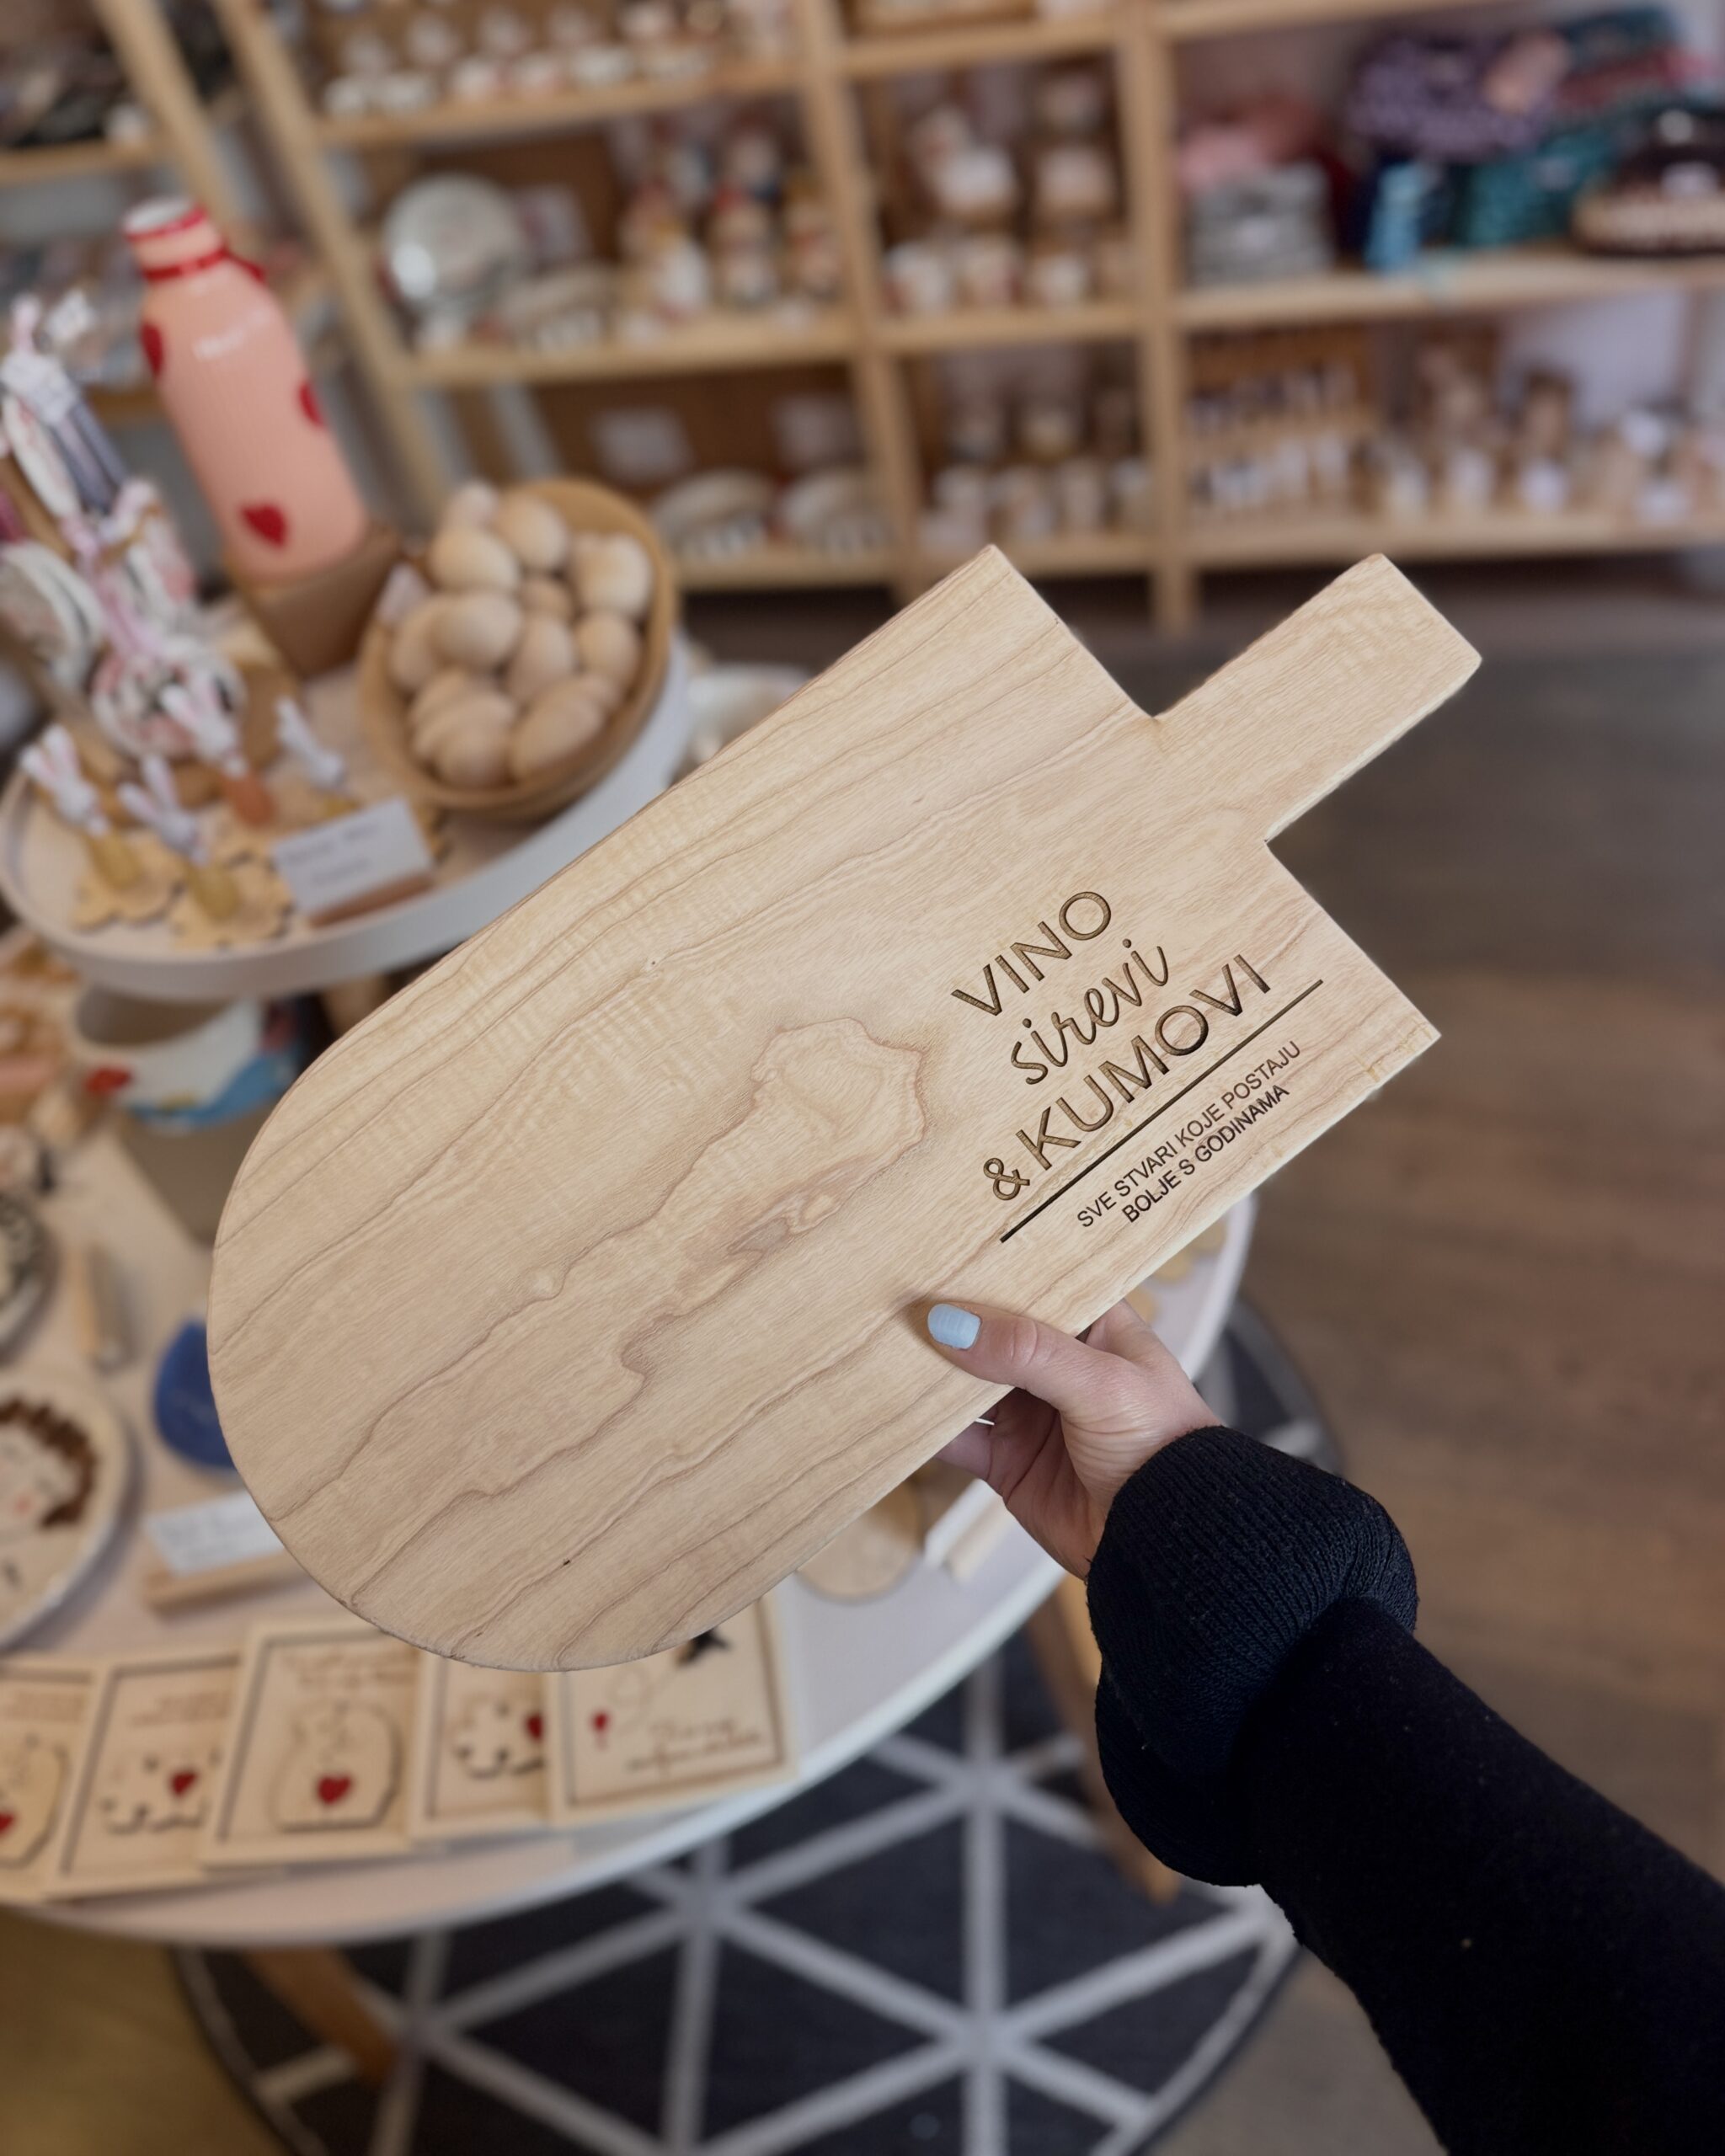 VINO
sirevi
& KUMOVI
SVE STVARI KOJE POSTAJU
BOLJE S GODINAMA